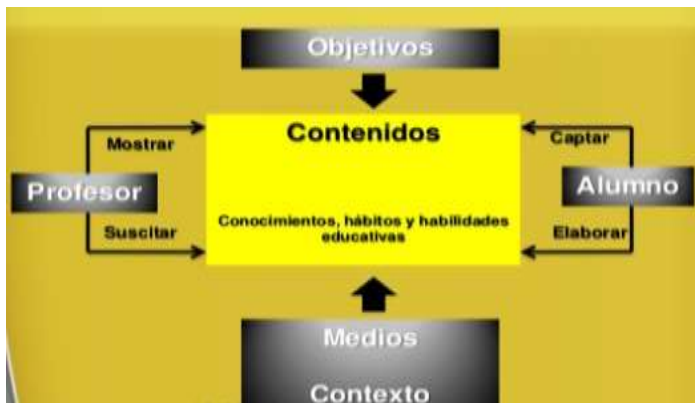 Objetivos
Contenidos
Mostrar
Captar
Profesor
Alumno
Conocimientos, hábitos y habilidades
educativas
Suscitar
Elaborar
Medios
Contexto